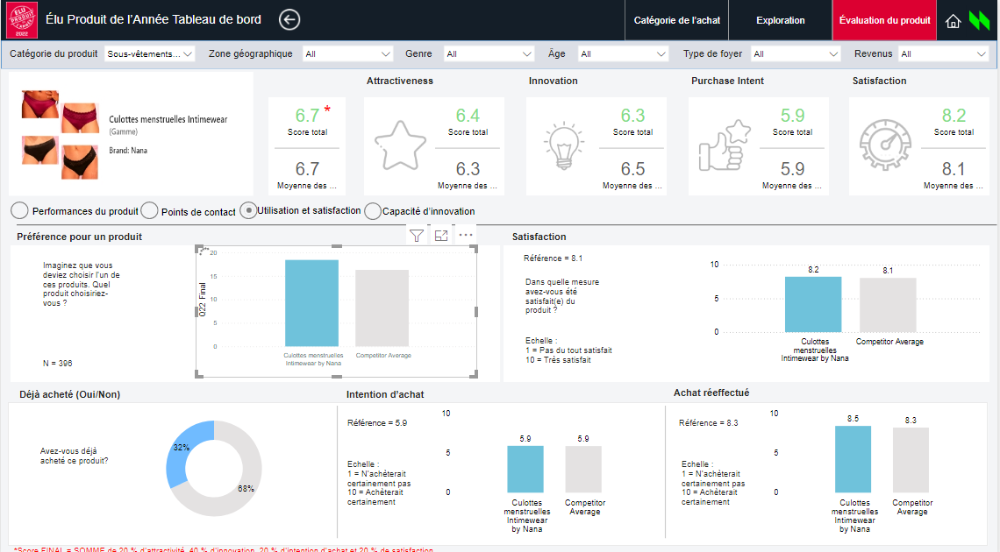 ÉLU PRODUIT DE L'ANNÉE 2022
Élu Produit de l'Année Tableau de bord
Catégorie de l'achat
Exploration
Évaluation du produit
Catégorie du produit
Sous-vêtements...
Zone géographique
All
Genre
All
Âge
All
Type de foyer
All
Revenus
All
Culottes menstruelles Intimewear
(Gamme)
Brand: Nana
6.7 *
Score total
6.7
Moyenne des ...
Attractiveness
6.4
Score total
6.3
Moyenne des ...
Innovation
6.3
Score total
6.5
Moyenne des ...
Purchase Intent
5.9
Score total
5.9
Moyenne des ...
Satisfaction
8.2
Score total
8.1
Moyenne des ...
Performances du produit
Points de contact
Utilisation et satisfaction
Capacité d'innovation
Préférence pour un produit
Imaginez que vous
deviez choisir l'un de
ces produits. Quel
produit choisiriez-
vous ?
N = 396
Q22 Final
20
15
10
5
0
Culottes menstruelles
Intimewear by Nana
Competitor Average
Satisfaction
Référence = 8.1
Dans quelle mesure
avez-vous été
satisfait(e) du
produit ?
Echelle :
1 = Pas du tout satisfait
10 = Très satisfait
10
5
0
8.2
8.1
Culottes
menstruelles
Intimewear by Nana
Competitor Average
Déjà acheté (Oui/Non)
Avez-vous déjà
acheté ce produit?
32%
68%
Intention d'achat
Référence = 5.9
Echelle :
1 = N'achèterait
certainement pas
10 = Achèterait
certainement
10
5
0
5.9
5.9
Culottes
menstruelles
Intimewear
by Nana
Competitor
Average
Achat réeffectué
Référence = 8.3
Echelle :
1 = N'achèterait
certainement pas
10 = Achèterait
certainement
10
5
0
8.5
8.3
Culottes
menstruelles
Intimewear
by Nana
Competitor
Average
*Score FINAL = SOMME de 20 % d'attractivité, 40 % d'innovation, 20 % d'intention d'achat et 20 % de satisfaction